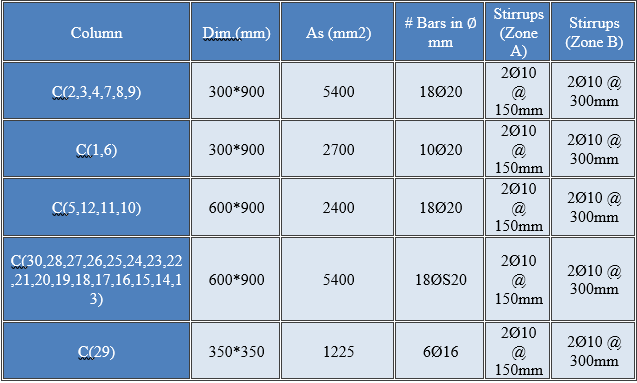 Column
Dim.(mm)
As (mm2)
# Bars in Ø
mm
Stirrups
(Zone
A)
Stirrups
(Zone B)
C(2,3,4,7,8,9)
300*900
5400
18Ø20
2Ø10
@
150mm
2Ø10 @
300mm
C(1,6)
300*900
2700
10Ø20
2Ø10
@
150mm
2Ø10 @
300mm
C(5,12,11,10)
600*900
2400
18Ø20
2Ø10
@
150mm
2Ø10 @
300mm
C(30,28,27,26,25,24,23,22
,21,20,19,18,17,16,15,14,1
3)
600*900
5400
18ØS20
2Ø10
@
150mm
2Ø10 @
300mm
C(29)
350*350
1225
6Ø16
2Ø10
@
150mm
2Ø10 @
300mm